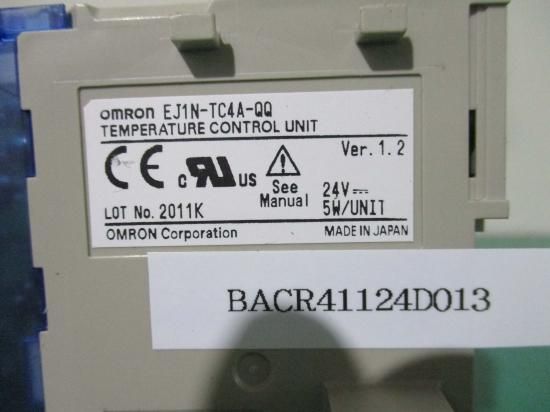 OMRON EJ1N-TC4A-QQ
TEMPERATURE CONTROL UNIT
CE c RU US ! See Manual Ver. 1.2
24V
5W/UNIT
LOT No. 2011K
OMRON Corporation MADE IN JAPAN
BACR41124D013